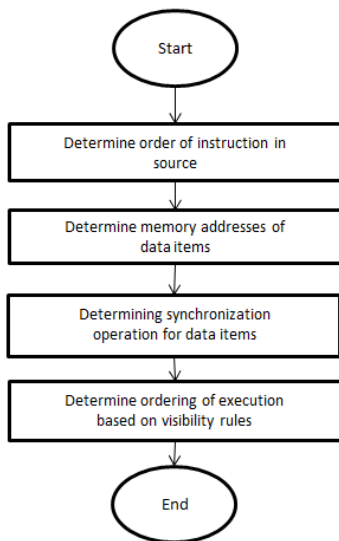 Start
Determine order of instruction in
source
Determine memory addresses of
data items
Determining synchronization
operation for data items
Determine ordering of execution
based on visibility rules
End